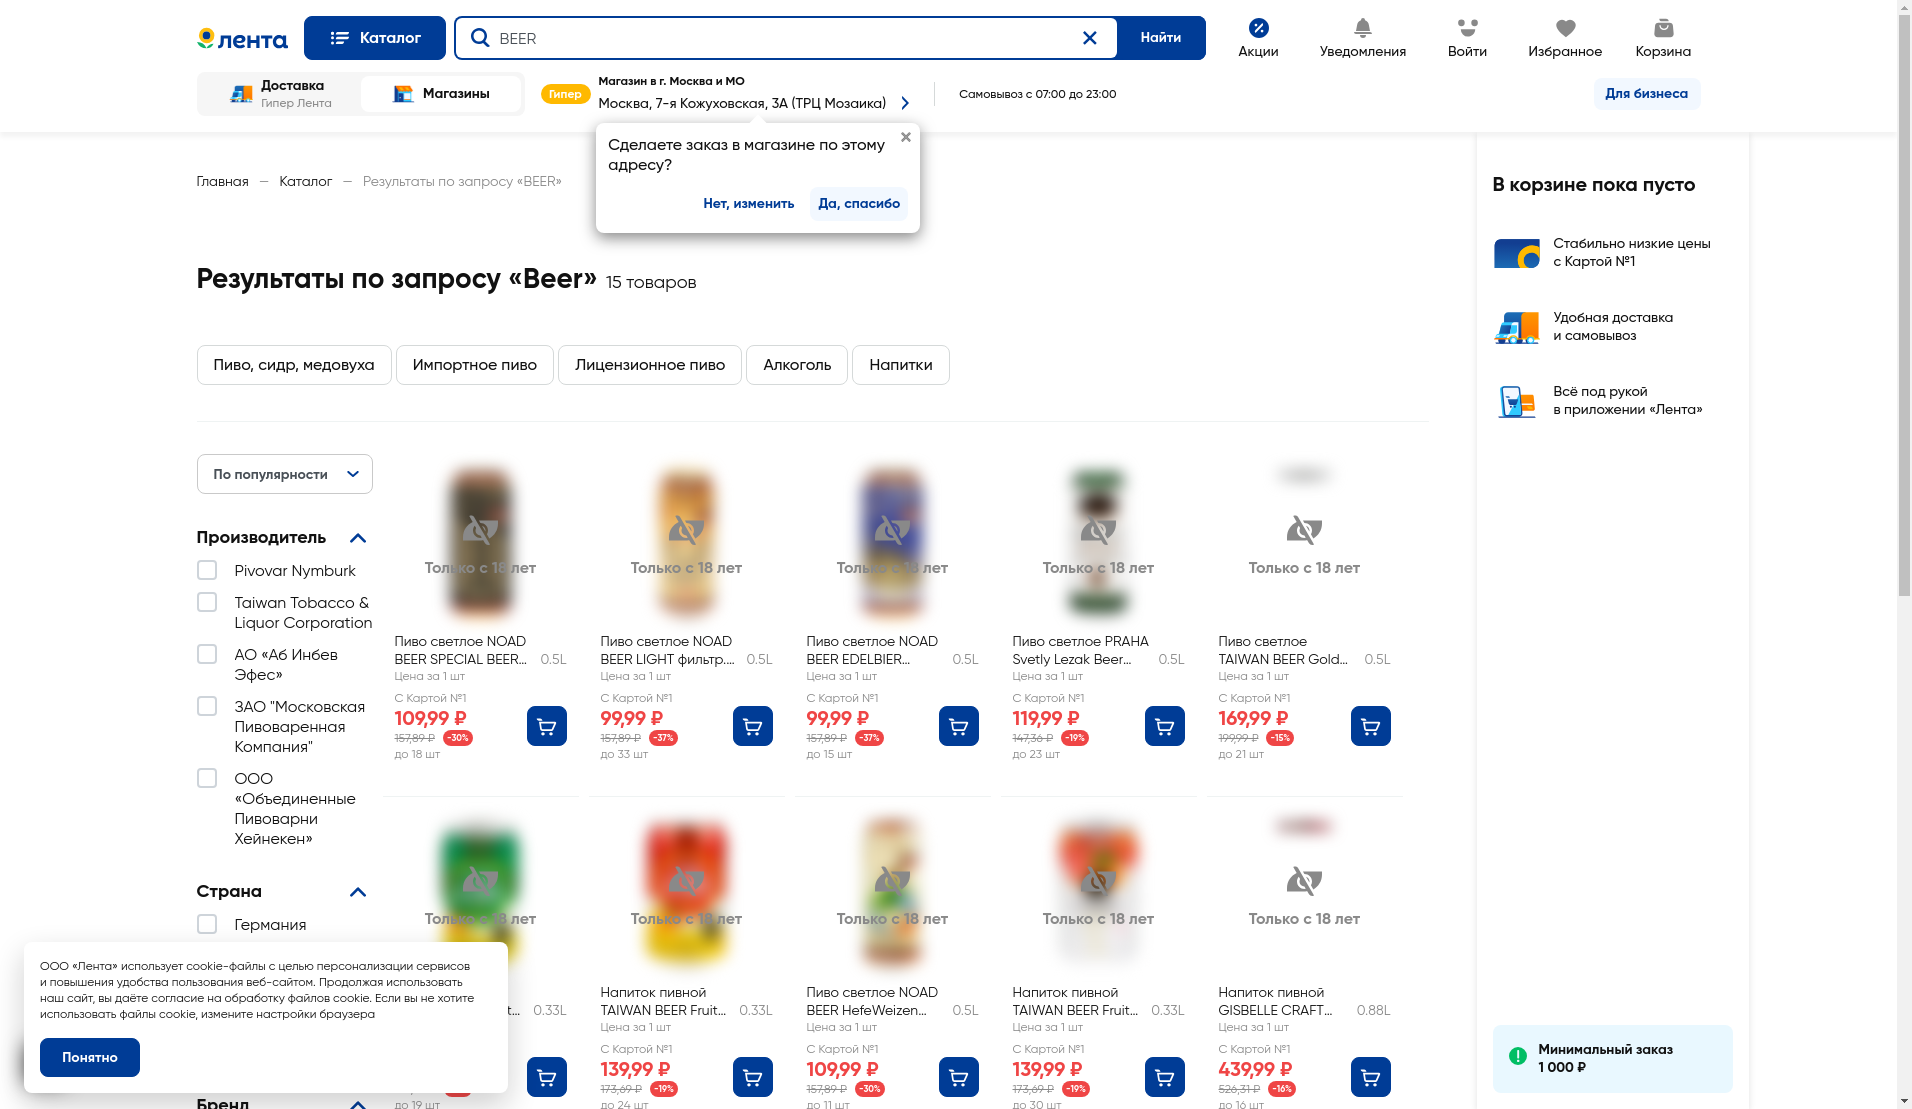 лента
Каталог
BEER
Найти
Акции
Уведомления
Войти
Избранное
Корзина
Доставка
Гипер Лента
Магазины
Гипер
Магазин в г. Москва и МО
Москва, 7-я Кожуховская, 3А (ТРЦ Мозаика)
Самовывоз с 07:00 до 23:00
Для бизнеса
Сделаете заказ в магазине по этому
адресу?
Нет, изменить
Да, спасибо
Главная — Каталог — Результаты по запросу «BEER»
Результаты по запросу «Beer» 15 товаров
Пиво, сидр, медовуха
Импортное пиво
Лицензионное пиво
Алкоголь
Напитки
По популярности
Производитель
Pivovar Nymburk
Taiwan Tobacco &
Liquor Corporation
АО «Аб Инбев
Эфес»
ЗАО "Московская
Пивоваренная
Компания"
ООО
«Объединенные
Пивоварни
Хейнекен»
Страна
Германия
Бренд
Только с 18 лет
Пиво светлое NOAD
BEER SPECIAL BEER... 0.5L
Цена за 1 шт
С Картой №1
109,99 ₽
157,89 ₽ -30%
до 18 шт
Только с 18 лет
Пиво светлое NOAD
BEER LIGHT фильтр.... 0.5L
Цена за 1 шт
С Картой №1
99,99 ₽
157,89 ₽ -37%
до 33 шт
Только с 18 лет
Пиво светлое NOAD
BEER EDELBIER... 0.5L
Цена за 1 шт
С Картой №1
99,99 ₽
157,89 ₽ -37%
до 15 шт
Только с 18 лет
Пиво светлое PRAHA
Svetly Lezak Beer... 0.5L
Цена за 1 шт
С Картой №1
119,99 ₽
147,36 ₽ -19%
до 23 шт
Только с 18 лет
Пиво светлое
TAIWAN BEER Gold... 0.5L
Цена за 1 шт
С Картой №1
169,99 ₽
199,99 ₽ -15%
до 21 шт
Только с 18 лет
t... 0.33L
до 19 шт
Только с 18 лет
Напиток пивной
TAIWAN BEER Fruit... 0.33L
Цена за 1 шт
С Картой №1
139,99 ₽
173,69 ₽ -19%
до 24 шт
Только с 18 лет
Пиво светлое NOAD
BEER HefeWeizen... 0.5L
Цена за 1 шт
С Картой №1
109,99 ₽
157,89 ₽ -30%
до 11 шт
Только с 18 лет
Напиток пивной
TAIWAN BEER Fruit... 0.33L
Цена за 1 шт
С Картой №1
139,99 ₽
173,69 ₽ -19%
до 30 шт
Только с 18 лет
Напиток пивной
GISBELLE CRAFT... 0.88L
Цена за 1 шт
С Картой №1
439,99 ₽
526,31 ₽ -16%
до 16 шт
В корзине пока пусто
Стабильно низкие цены
с Картой №1
Удобная доставка
и самовывоз
Всё под рукой
в приложении «Лента»
Минимальный заказ
1 000 ₽
ООО «Лента» использует cookie-файлы с целью персонализации сервисов
и повышения удобства пользования веб-сайтом. Продолжая использовать
наш сайт, вы даёте согласие на обработку файлов cookie. Если вы не хотите
использовать файлы cookie, измените настройки браузера
Понятно